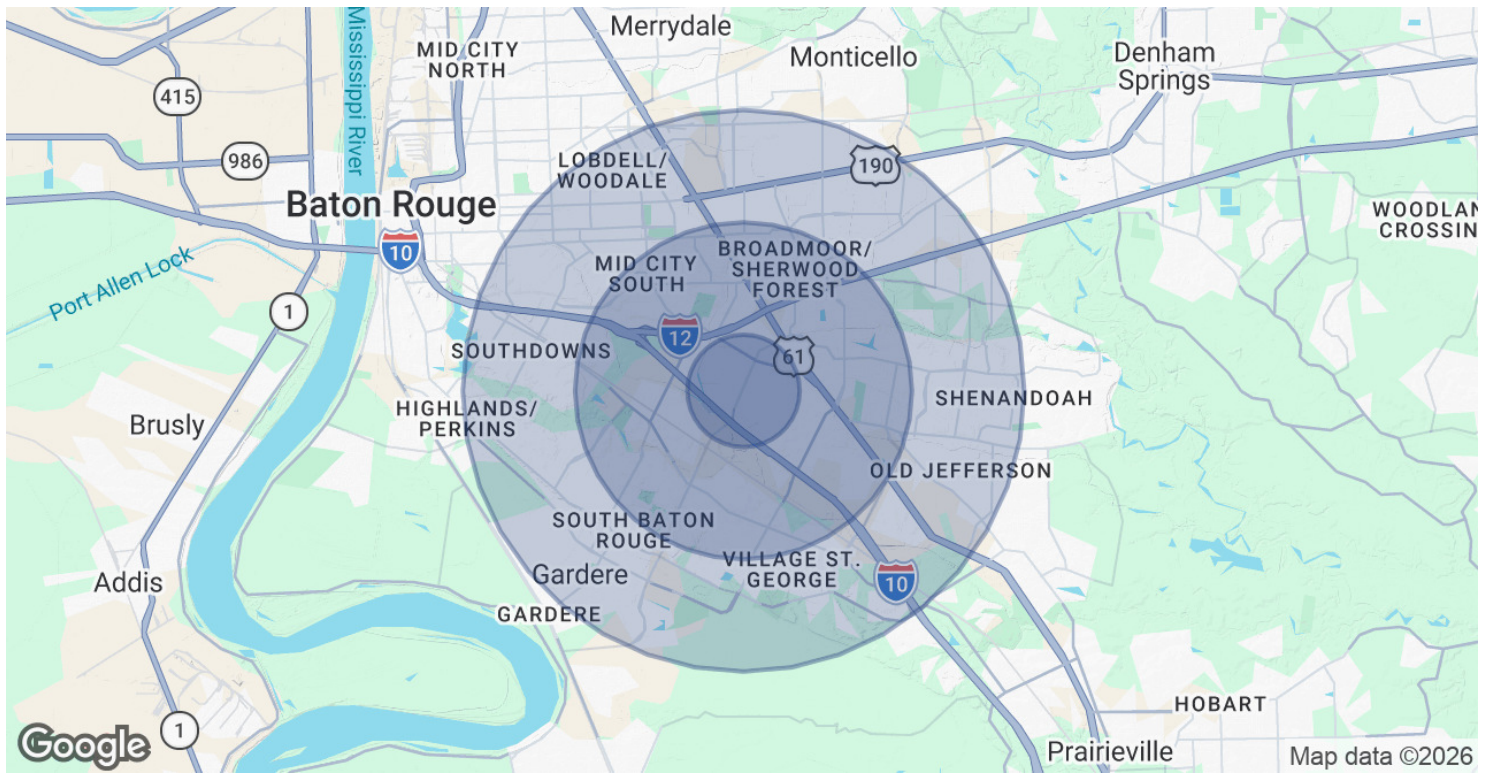 Merrydale
MID CITY
NORTH
Monticello
Denham
Springs
Mississippi River
415
986
LOBDELL/
WOODALE
190
Baton Rouge
WOODLAN
CROSSIN
10
BROADMOOR/
SHERWOOD
FOREST
MID CITY
SOUTH
Port Allen Lock
1
12
61
SOUTHDOWNS
SHENANDOAH
HIGHLANDS/
PERKINS
Brusly
OLD JEFFERSON
SOUTH BATON
ROUGE
VILLAGE ST.
GEORGE
Gardere
10
Addis
GARDERE
HOBART
1
Google
Prairieville
Map data ©2026